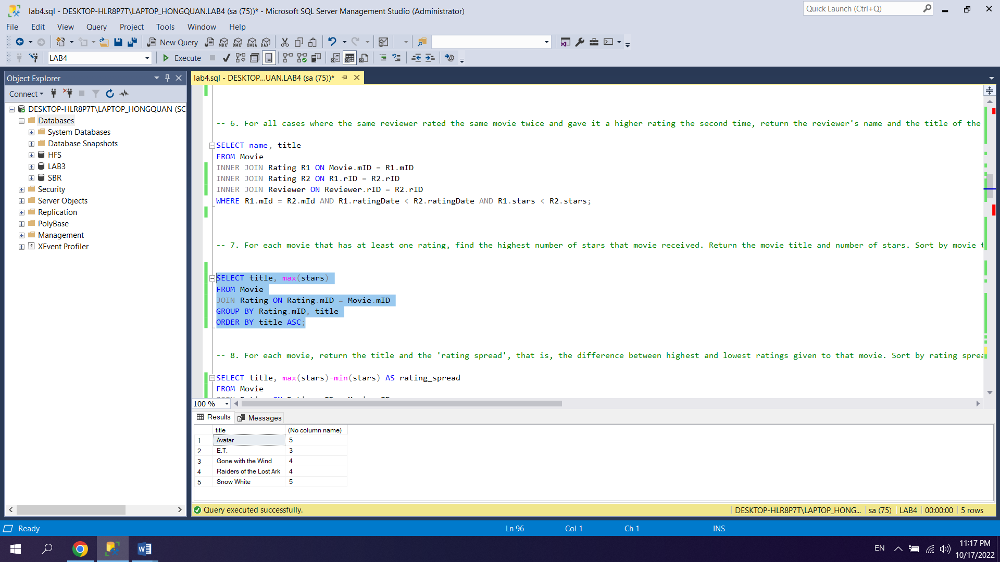 lab4.sql - DESKTOP-HLR8P7T\LAPTOP_HONGQUAN.LAB4 (sa (75))* - Microsoft SQL Server Management Studio (Administrator)
Quick Launch (Ctrl+Q)
File Edit View Query Project Tools Window Help
New Query
LAB4
Execute
Object Explorer
lab4.sql - DESKTOP...UAN.LAB4 (sa (75))*
Connect
DESKTOP-HLR8P7T\LAPTOP_HONGQUAN (SC
Databases
System Databases
Database Snapshots
HFS
LAB3
SBR
Security
Server Objects
Replication
PolyBase
Management
XEvent Profiler
-- 6. For all cases where the same reviewer rated the same movie twice and gave it a higher rating the second time, return the reviewer's name and the title of the
SELECT name, title
FROM Movie
INNER JOIN Rating R1 ON Movie.mID = R1.mID
INNER JOIN Rating R2 ON R1.rID = R2.rID
INNER JOIN Reviewer ON Reviewer.rID = R2.rID
WHERE R1.mId = R2.mId AND R1.ratingDate < R2.ratingDate AND R1.stars < R2.stars;
-- 7. For each movie that has at least one rating, find the highest number of stars that movie received. Return the movie title and number of stars. Sort by movie t
SELECT title, max(stars)
FROM Movie
JOIN Rating ON Rating.mID = Movie.mID
GROUP BY Rating.mID, title
ORDER BY title ASC;
-- 8. For each movie, return the title and the 'rating spread', that is, the difference between highest and lowest ratings given to that movie. Sort by rating sprea
SELECT title, max(stars)-min(stars) AS rating_spread
FROM Movie
100 %
Results Messages
title (No column name)
1 Avatar 5
2 E.T. 3
3 Gone with the Wind 4
4 Raiders of the Lost Ark 4
5 Snow White 5
Query executed successfully.
DESKTOP-HLR8P7T\LAPTOP_HONG... sa (75) LAB4 00:00:00 5 rows
Ready
Ln 96 Col 1 Ch 1 INS
EN
11:17 PM
10/17/2022